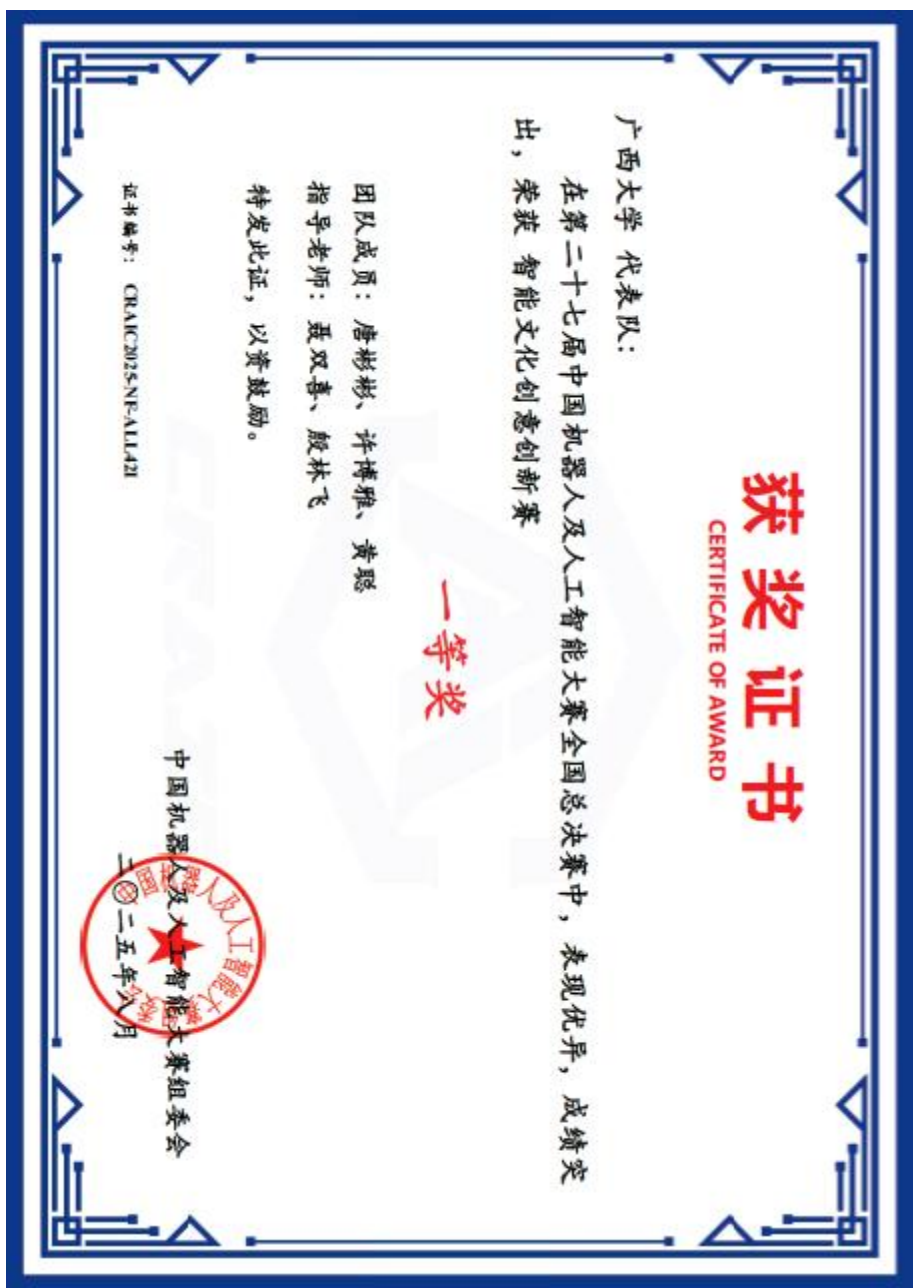 获奖证书
CERTIFICATE OF AWARD
广西大学 代表队：
在第二十七届中国机器人及人工智能大赛全国总决赛中，表现优异，成绩突
出，荣获 智能文化创意创新赛
一等奖
团队成员：唐彬彬、许博雅、黄聪
指导老师：聂双喜、殷林飞
特发此证，以资鼓励。
中国机器人及人工智能大赛组委会
二〇二五年八月
证书编号： CRAIC2025-NF-ALL421